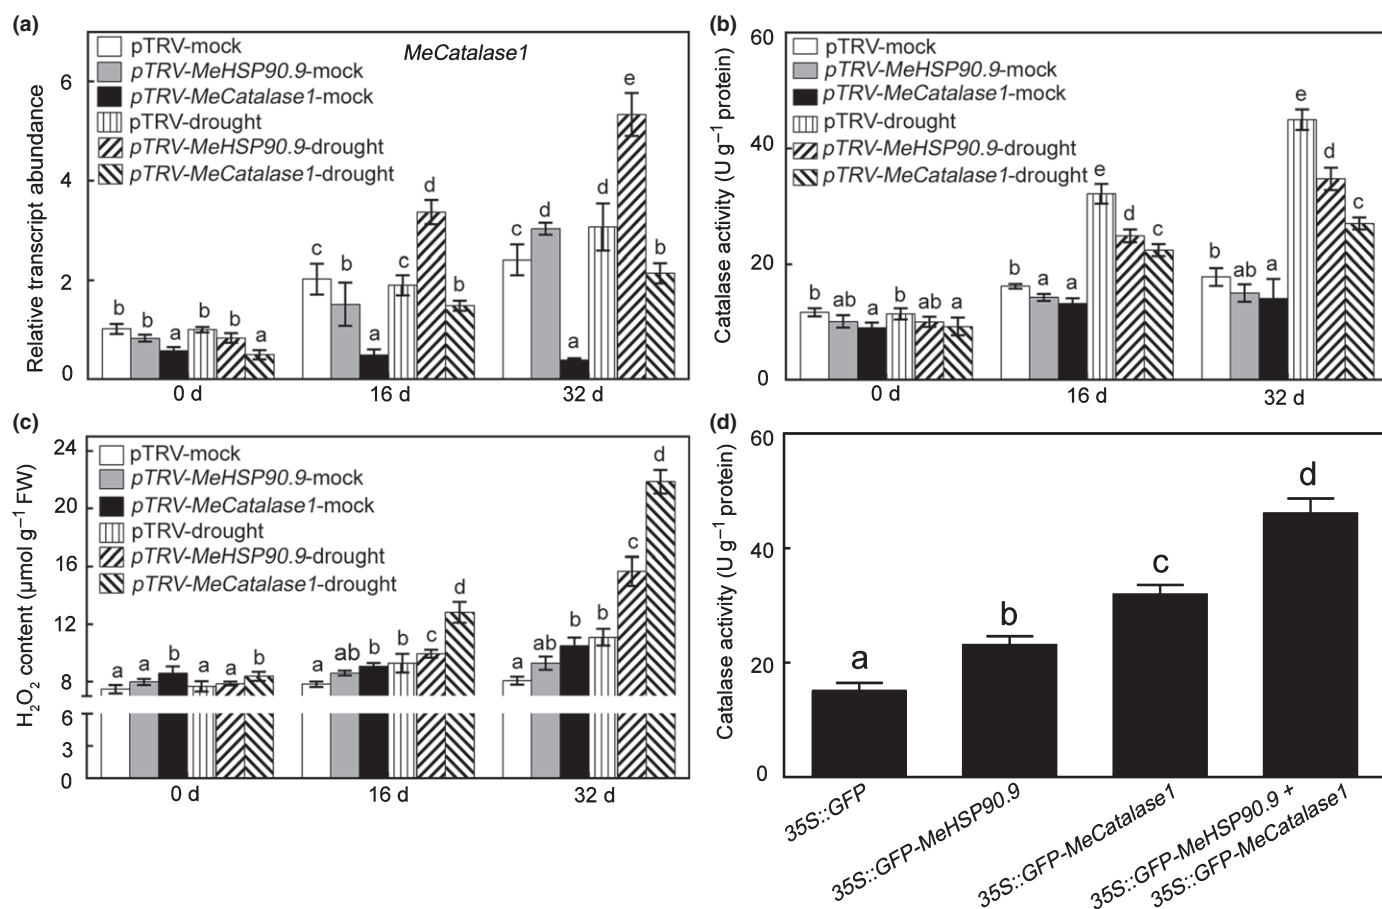 (a)
MeCatalase1
pTRV-mock
pTRV-MeHSP90.9-mock
pTRV-MeCatalase1-mock
pTRV-drought
pTRV-MeHSP90.9-drought
pTRV-MeCatalase1-drought
Relative transcript abundance
6
4
2
0
b b a b b a
c b a c d b
c d a d e b
0 d 16 d 32 d
(b)
pTRV-mock
pTRV-MeHSP90.9-mock
pTRV-MeCatalase1-mock
pTRV-drought
pTRV-MeHSP90.9-drought
pTRV-MeCatalase1-drought
Catalase activity (U g⁻¹ protein)
60
40
20
0
b ab a b ab a
b a a e d c
b ab a e d c
0 d 16 d 32 d
(c)
pTRV-mock
pTRV-MeHSP90.9-mock
pTRV-MeCatalase1-mock
pTRV-drought
pTRV-MeHSP90.9-drought
pTRV-MeCatalase1-drought
H₂O₂ content (µmol g⁻¹ FW)
24
20
16
12
8
6
3
0
a a b a a b
a ab b b c d
a ab b b c d
0 d 16 d 32 d
(d)
Catalase activity (U g⁻¹ protein)
60
40
20
0
a b c d
35S::GFP
35S::GFP-MeHSP90.9
35S::GFP-MeCatalase1
35S::GFP-MeHSP90.9 +
35S::GFP-MeCatalase1